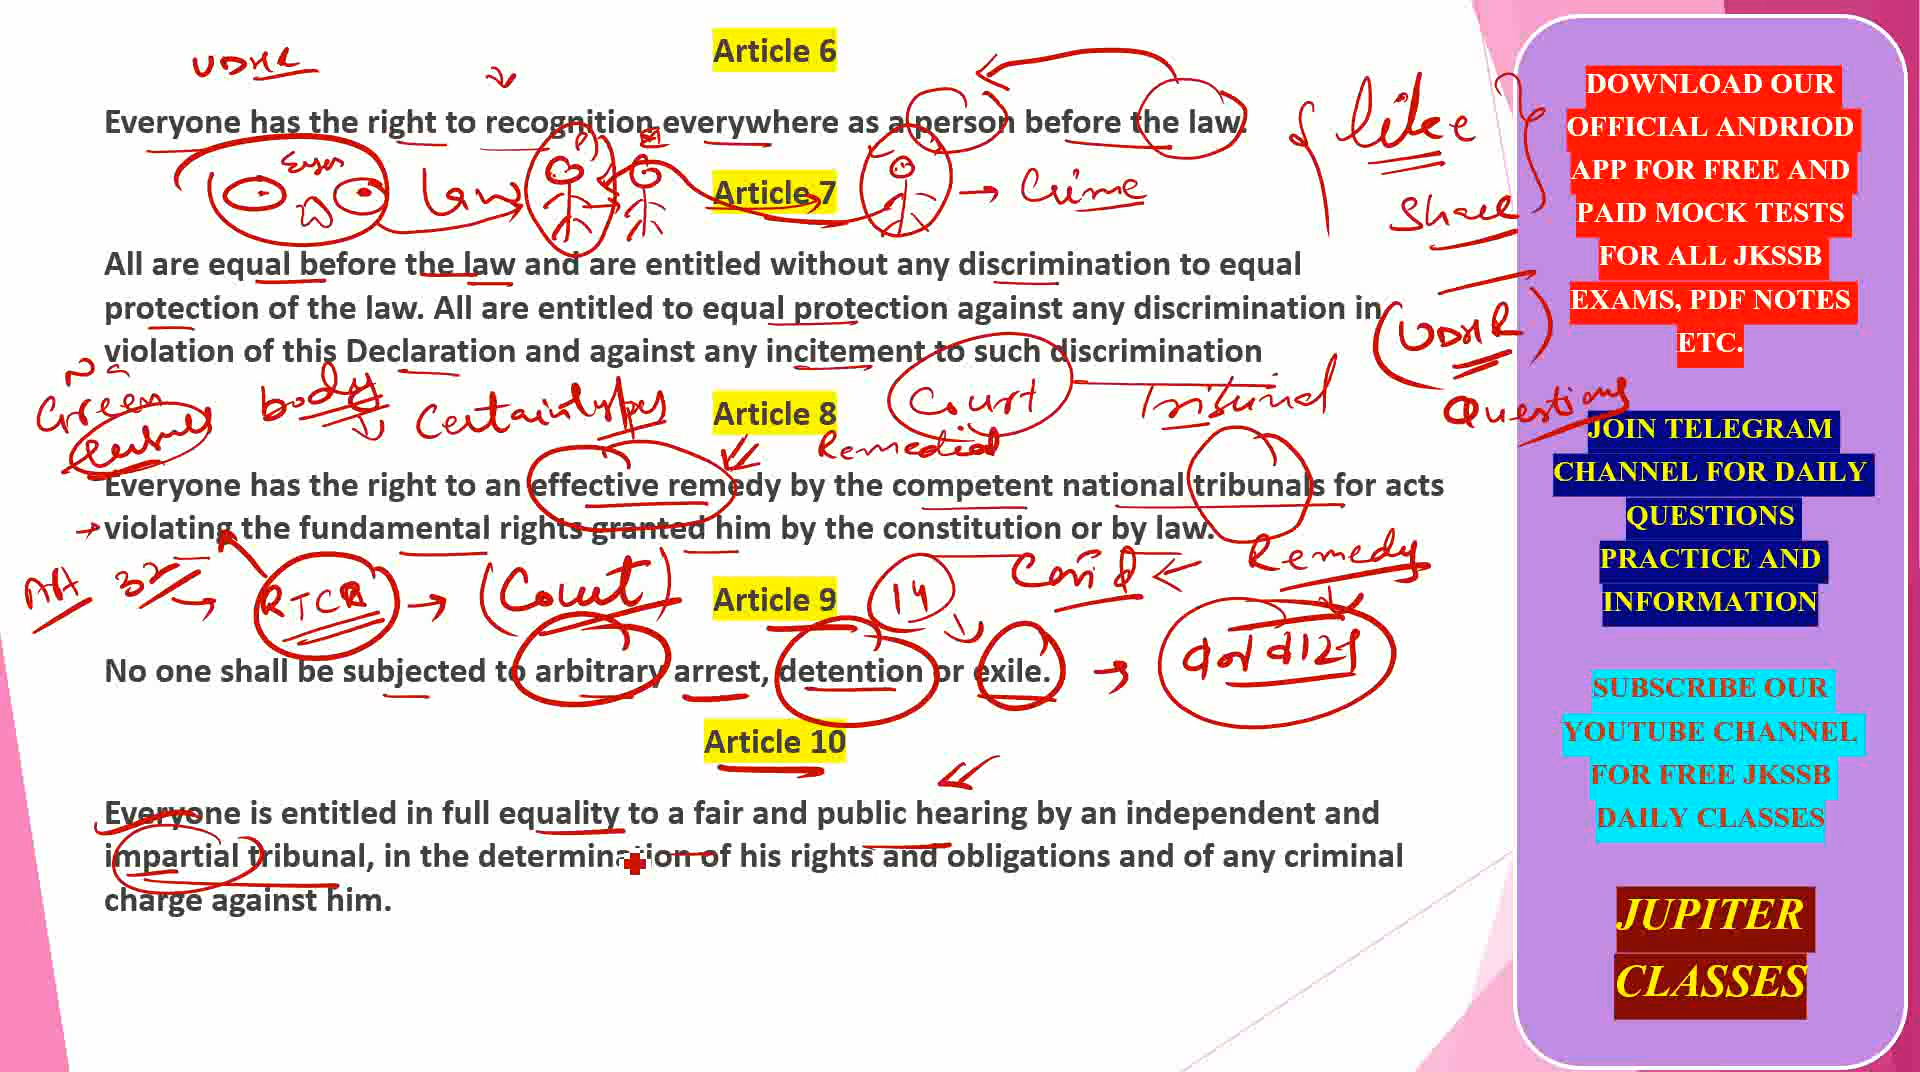 UDHR
Article 6
Everyone has the right to recognition everywhere as a person before the law.
like
Share
Eyes
Law
Article 7
Crime
All are equal before the law and are entitled without any discrimination to equal
protection of the law. All are entitled to equal protection against any discrimination in
violation of this Declaration and against any incitement to such discrimination
(UDHR)
Questions
Green
body
Certain types
Article 8
Court
Tribunal
Remedied
Everyone has the right to an effective remedy by the competent national tribunals for acts
violating the fundamental rights granted him by the constitution or by law.
Art 32
RTCR
(Court)
Article 9
14
Covid
Remedy
No one shall be subjected to arbitrary arrest, detention or exile.
वनवास
Article 10
Everyone is entitled in full equality to a fair and public hearing by an independent and
impartial tribunal, in the determination of his rights and obligations and of any criminal
charge against him.
DOWNLOAD OUR
OFFICIAL ANDRIOD
APP FOR FREE AND
PAID MOCK TESTS
FOR ALL JKSSB
EXAMS, PDF NOTES
ETC.
JOIN TELEGRAM
CHANNEL FOR DAILY
QUESTIONS
PRACTICE AND
INFORMATION
SUBSCRIBE OUR
YOUTUBE CHANNEL
FOR FREE JKSSB
DAILY CLASSES
JUPITER
CLASSES